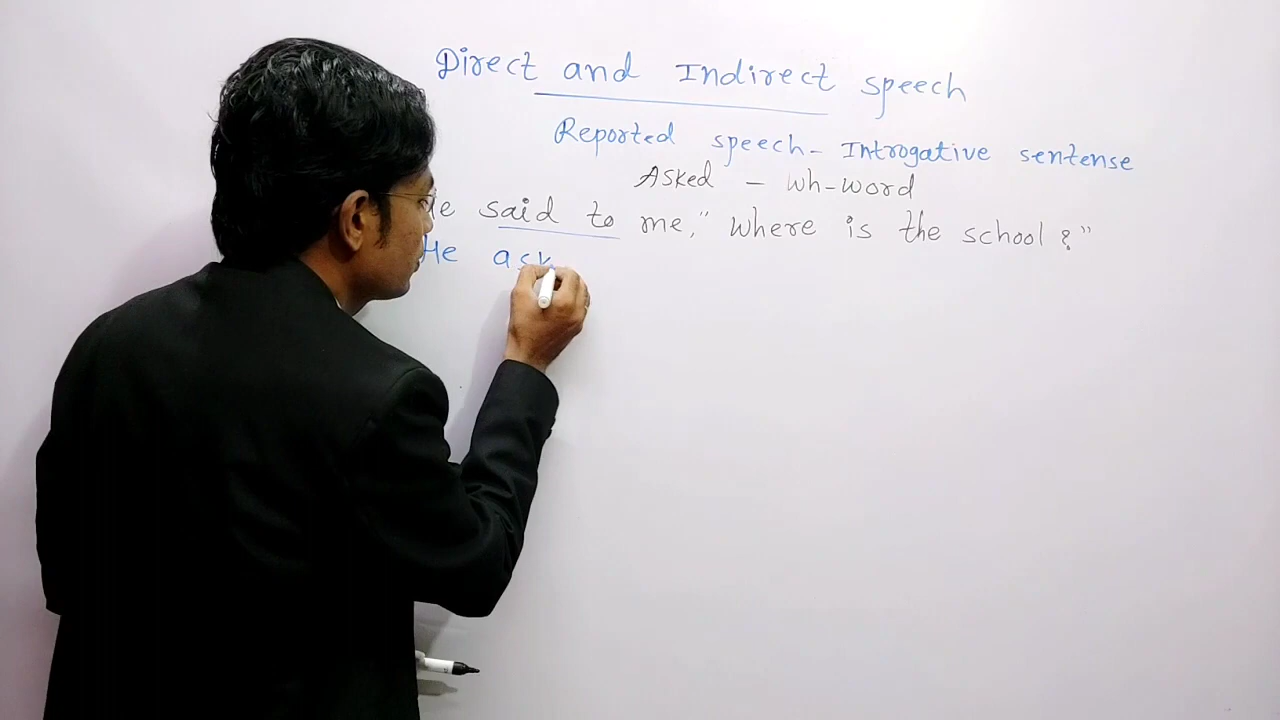 Direct and Indirect speech
Reported speech - Introgative sentense
Asked - Wh-word
said to me, " Where is the school ? "
He ask